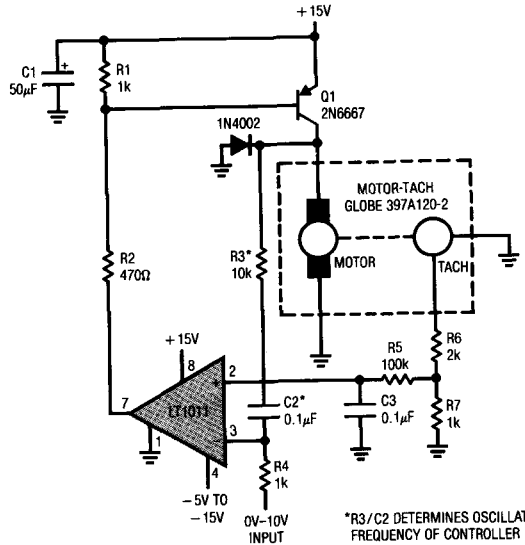 +15V
C1
50µF
+
R1
1k
Q1
2N6667
1N4002
MOTOR-TACH
GLOBE 397A120-2
MOTOR
TACH
R2
470Ω
R3*
10k
R6
2k
+15V
8
2
R5
100k
7
LT1011
+
C2*
0.1µF
C3
0.1µF
R7
1k
1
3
−
4
R4
1k
−5V TO
−15V
0V–10V
INPUT
*R3/C2 DETERMINES
FREQUENCY OF CONTROLLER